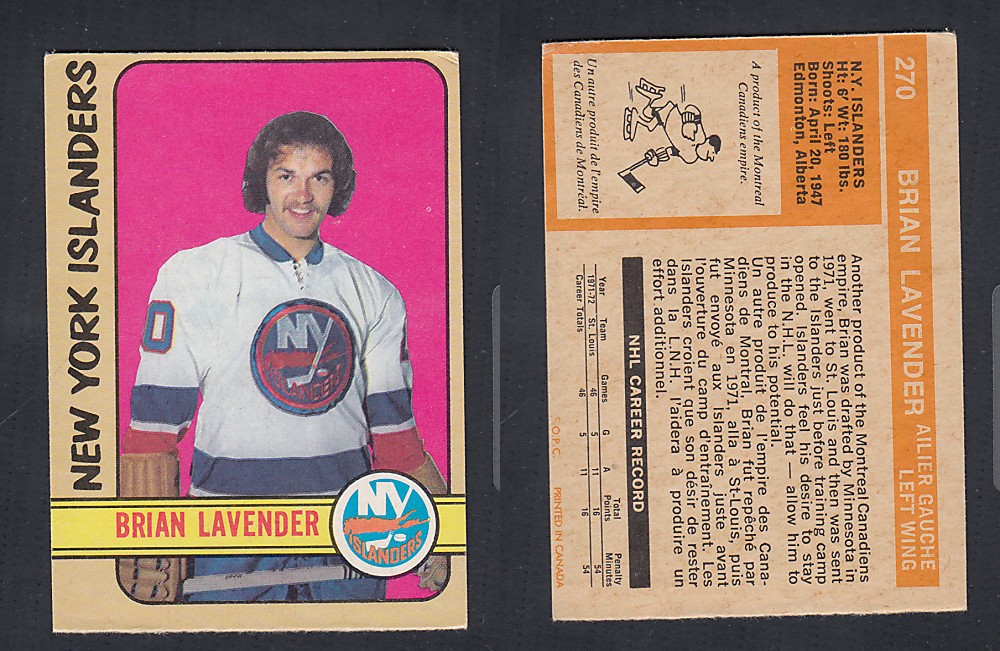 NEW YORK ISLANDERS
NY
ISLANDERS
0
BRIAN LAVENDER
NY
ISLANDERS
270
BRIAN LAVENDER
AILIER GAUCHE
LEFT WING
N.Y. ISLANDERS
Ht: 6' Wt: 180 lbs.
Shoots: Left
Born: April 20, 1947
Edmonton, Alberta
A product of the Montreal
Canadiens empire.
Un autre produit de l'empire
des Canadiens de Montréal.
Another product of the Montreal Canadiens
empire, Brian was drafted by Minnesota in
1971, went to St. Louis and then was sent
to the Islanders just before training camp
opened. Islanders feel his desire to stay
in the N.H.L. will do that — allow him to
produce to his potential.
Un autre produit de l'empire des Cana-
diens de Montral, Brian fut repêché par
Minnesota en 1971, alla à St-Louis, puis
fut envoyé aux Islanders juste avant
l'ouverture du camp d'entraînement. Les
Islanders croient que son désir de rester
dans la L.N.H. l'aidera à produire un
effort additionnel.
NHL CAREER RECORD
Year Team Games G A Total Points Penalty Minutes
1971-72 St. Louis 46 5 11 16 54
Career Totals 46 5 11 16 54
©O.P.C. PRINTED IN CANADA